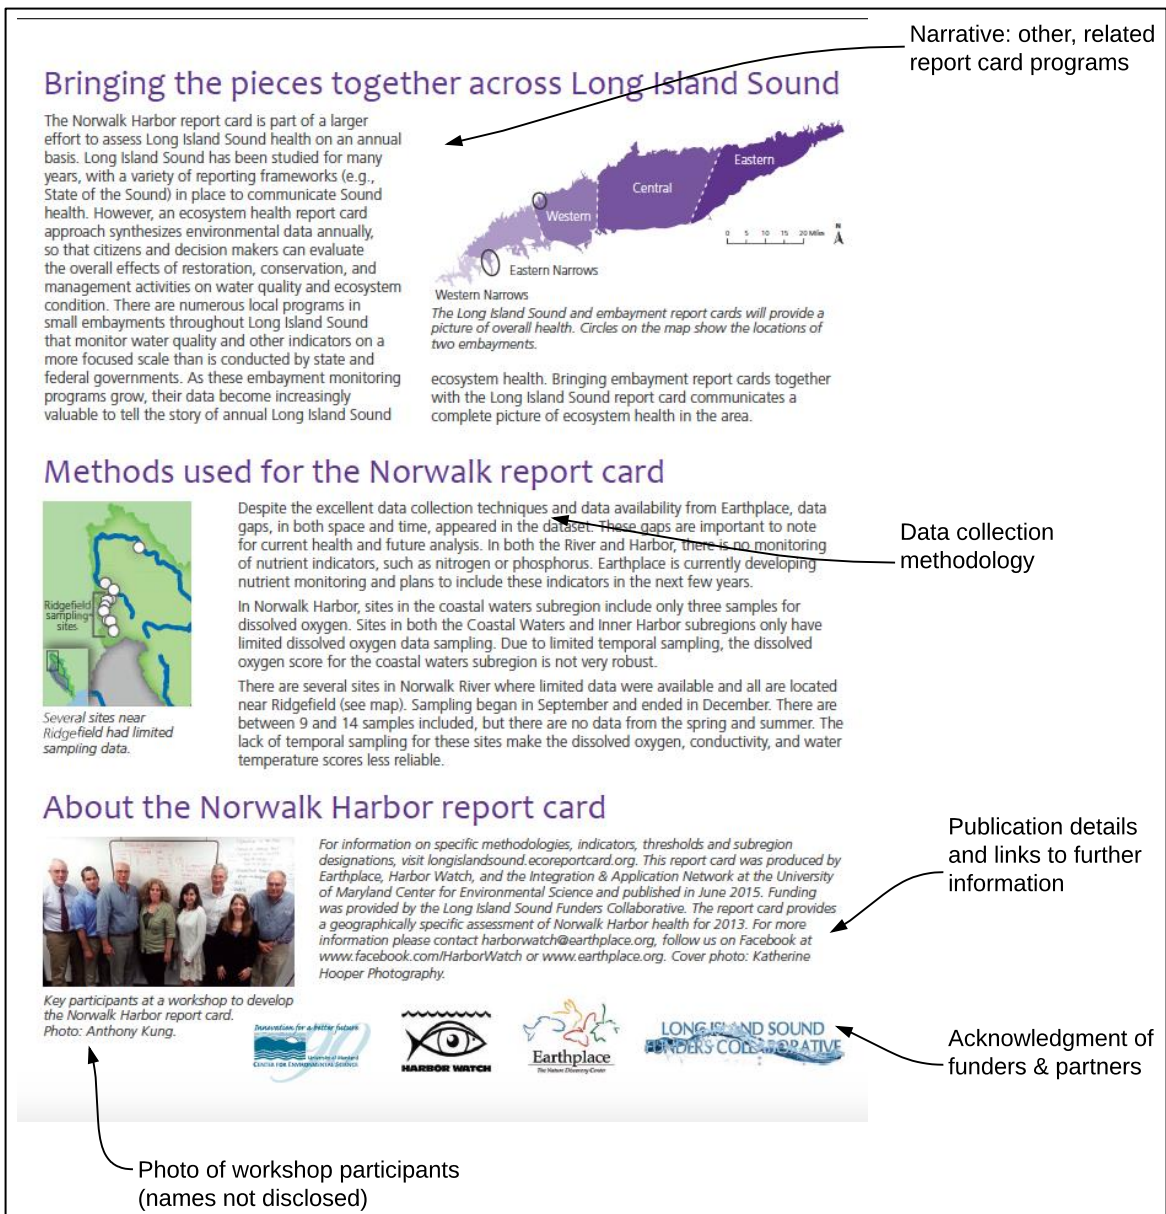 Narrative: other, related
report card programs
Bringing the pieces together across Long Island Sound
The Norwalk Harbor report card is part of a larger
effort to assess Long Island Sound health on an annual
basis. Long Island Sound has been studied for many
years, with a variety of reporting frameworks (e.g.,
State of the Sound) in place to communicate Sound
health. However, an ecosystem health report card
approach synthesizes environmental data annually,
so that citizens and decision makers can evaluate
the overall effects of restoration, conservation, and
management activities on water quality and ecosystem
condition. There are numerous local programs in
small embayments throughout Long Island Sound
that monitor water quality and other indicators on a
more focused scale than is conducted by state and
federal governments. As these embayment monitoring
programs grow, their data become increasingly
valuable to tell the story of annual Long Island Sound
Eastern
Central
Western
Eastern Narrows
Western Narrows
0 5 10 15 20 Miles
N
The Long Island Sound and embayment report cards will provide a
picture of overall health. Circles on the map show the locations of
two embayments.
ecosystem health. Bringing embayment report cards together
with the Long Island Sound report card communicates a
complete picture of ecosystem health in the area.
Methods used for the Norwalk report card
Ridgefield
sampling
sites
Several sites near
Ridgefield had limited
sampling data.
Despite the excellent data collection techniques and data availability from Earthplace, data
gaps, in both space and time, appeared in the dataset. These gaps are important to note
for current health and future analysis. In both the River and Harbor, there is no monitoring
of nutrient indicators, such as nitrogen or phosphorus. Earthplace is currently developing
nutrient monitoring and plans to include these indicators in the next few years.
In Norwalk Harbor, sites in the coastal waters subregion include only three samples for
dissolved oxygen. Sites in both the Coastal Waters and Inner Harbor subregions only have
limited dissolved oxygen data sampling. Due to limited temporal sampling, the dissolved
oxygen score for the coastal waters subregion is not very robust.
There are several sites in Norwalk River where limited data were available and all are located
near Ridgefield (see map). Sampling began in September and ended in December. There are
between 9 and 14 samples included, but there are no data from the spring and summer. The
lack of temporal sampling for these sites make the dissolved oxygen, conductivity, and water
temperature scores less reliable.
Data collection
methodology
About the Norwalk Harbor report card
For information on specific methodologies, indicators, thresholds and subregion
designations, visit longislandsound.ecoreportcard.org. This report card was produced by
Earthplace, Harbor Watch, and the Integration & Application Network at the University
of Maryland Center for Environmental Science and published in June 2015. Funding
was provided by the Long Island Sound Funders Collaborative. The report card provides
a geographically specific assessment of Norwalk Harbor health for 2013. For more
information please contact harborwatch@earthplace.org, follow us on Facebook at
www.facebook.com/HarborWatch or www.earthplace.org. Cover photo: Katherine
Hooper Photography.
Publication details
and links to further
information
Key participants at a workshop to develop
the Norwalk Harbor report card.
Photo: Anthony Kung.
Innovation for a better future
90
University of Maryland
CENTER FOR ENVIRONMENTAL SCIENCE
HARBOR WATCH
Earthplace
The Nature Discovery Center
LONG ISLAND SOUND
FUNDERS COLLABORATIVE
Acknowledgment of
funders & partners
Photo of workshop participants
(names not disclosed)